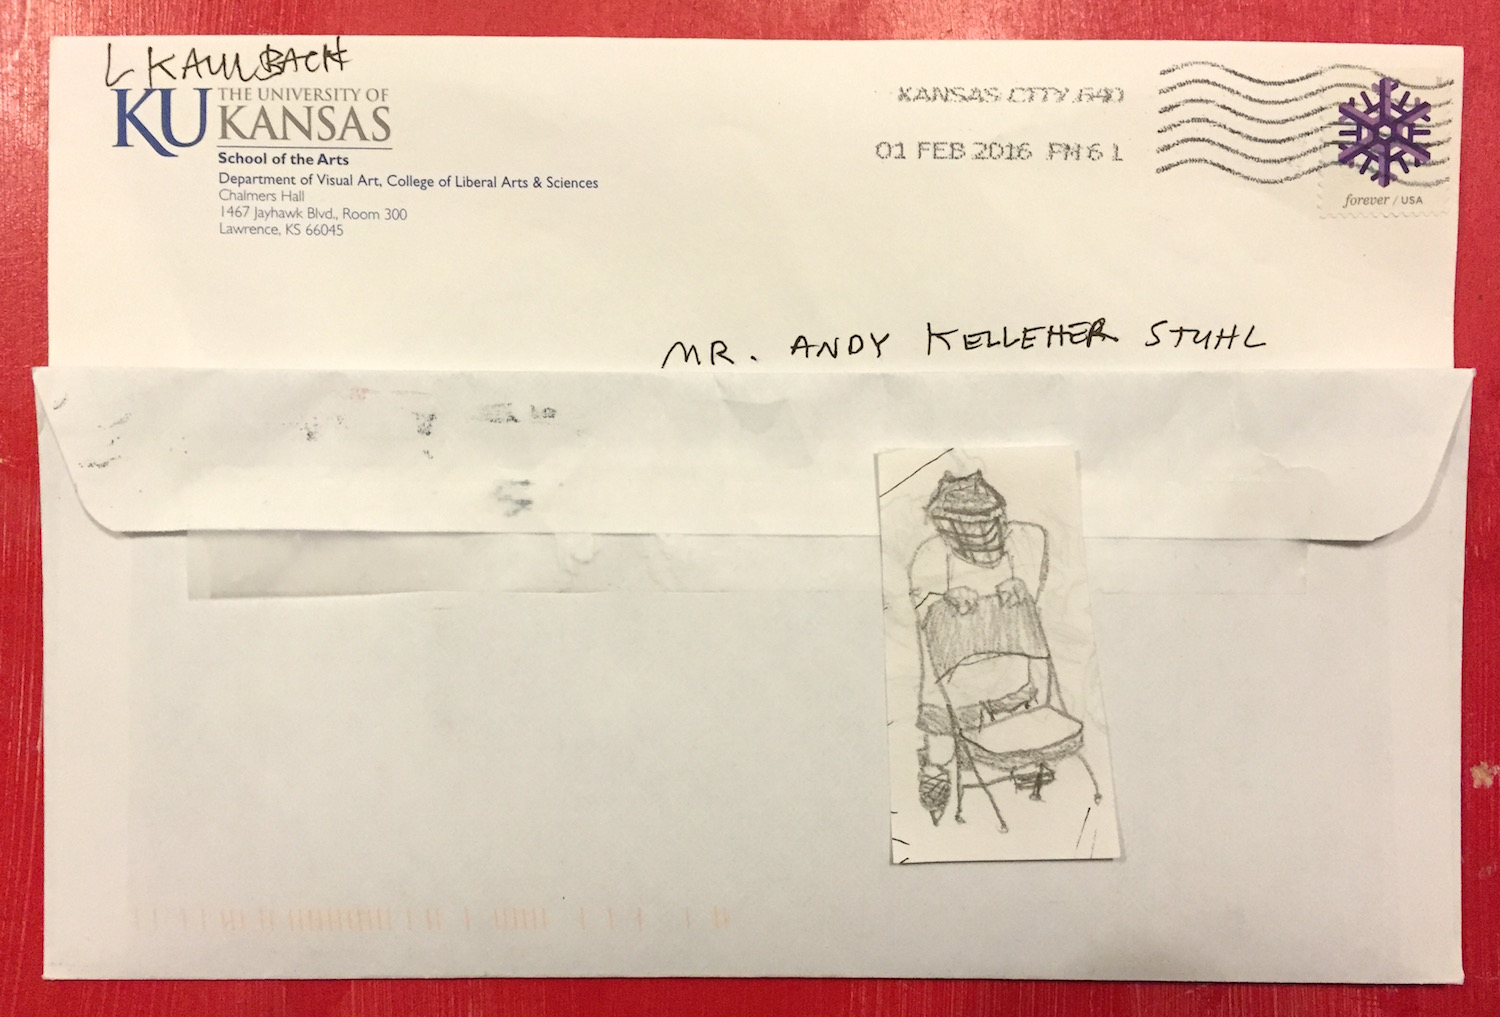 L KAULBACH
KU THE UNIVERSITY OF
KANSAS
School of the Arts
Department of Visual Art, College of Liberal Arts & Sciences
Chalmers Hall
1467 Jayhawk Blvd., Room 300
Lawrence, KS 66045
KANSAS CITY 640
01 FEB 2016 PM 6 L
forever / USA
MR. ANDY KELLEHER STUHL